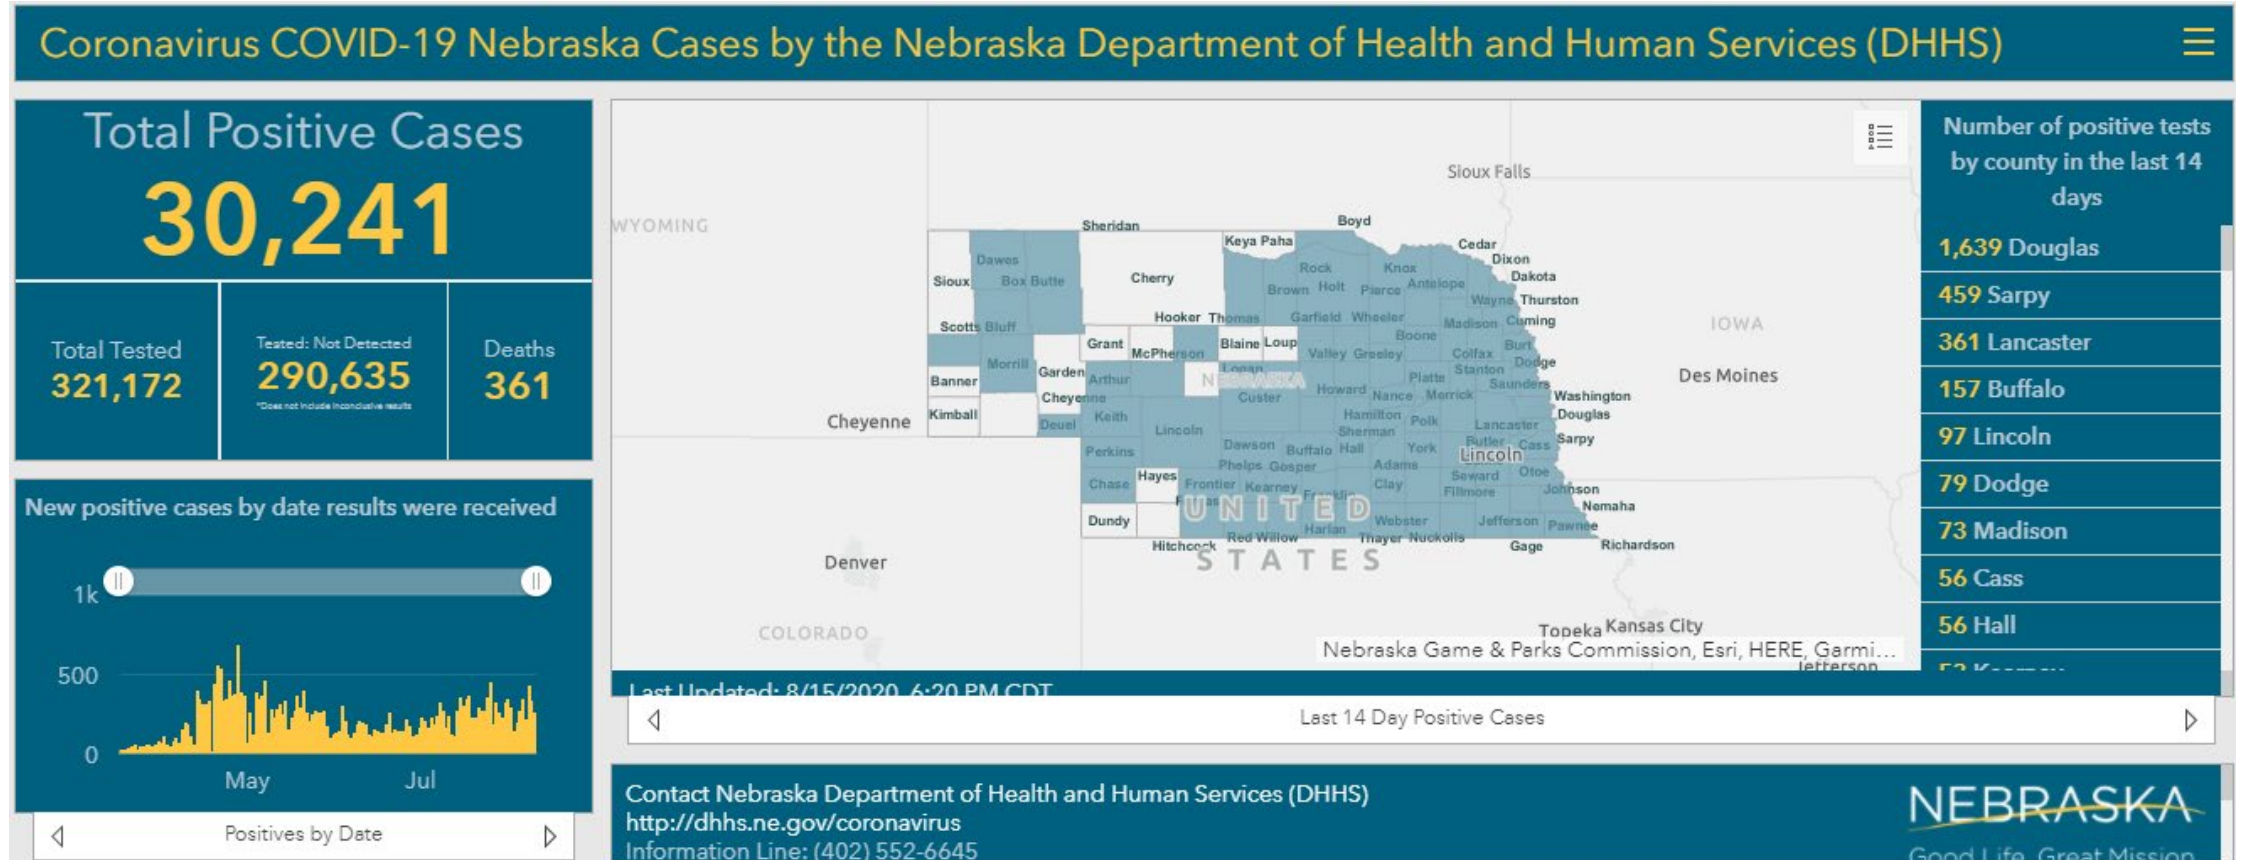 Coronavirus COVID-19 Nebraska Cases by the Nebraska Department of Health and Human Services (DHHS)
Total Positive Cases
30,241
Total Tested
321,172
Tested: Not Detected
290,635
*Does not include inconclusive results
Deaths
361
New positive cases by date results were received
1k
500
0
May
Jul
Positives by Date
WYOMING
Sioux Falls
Sheridan
Boyd
Keya Paha
Cedar
Dixon
Dakota
Dawes
Rock
Knox
Sioux
Box Butte
Cherry
Brown
Holt
Pierce
Antelope
Wayne
Thurston
Hooker
Thomas
Garfield
Wheeler
Madison
Cuming
Scotts Bluff
IOWA
Boone
Burt
Grant
McPherson
Blaine
Loup
Valley
Greeley
Colfax
Dodge
Morrill
Garden
Arthur
Logan
Stanton
Des Moines
Banner
NEBRASKA
Platte
Saunders
Cheyenne
Custer
Howard
Nance
Merrick
Washington
Kimball
Keith
Hamilton
Douglas
Cheyenne
Deuel
Lincoln
Sherman
Polk
Lancaster
Sarpy
Perkins
Dawson
Buffalo
Hall
York
Butler
Cass
Lincoln
Phelps
Gosper
Adams
Chase
Hayes
Frontier
Kearney
Franklin
Clay
Seward
Otoe
Fillmore
Johnson
Nemaha
UNITED
Dundy
Harlan
Webster
Jefferson
Pawnee
Hitchcock
Red Willow
Thayer
Nuckolls
Gage
Richardson
STATES
Denver
COLORADO
Topeka
Kansas City
Nebraska Game & Parks Commission, Esri, HERE, Garmi...
Jefferson
Last Updated: 8/15/2020, 6:20 PM CDT
Last 14 Day Positive Cases
Number of positive tests
by county in the last 14
days
1,639 Douglas
459 Sarpy
361 Lancaster
157 Buffalo
97 Lincoln
79 Dodge
73 Madison
56 Cass
56 Hall
Contact Nebraska Department of Health and Human Services (DHHS)
http://dhhs.ne.gov/coronavirus
Information Line: (402) 552-6645
NEBRASKA
Good Life. Great Mission.